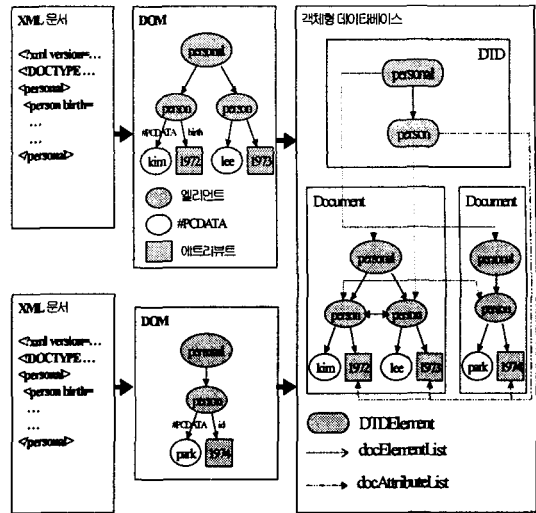 XML 문서
<?xml version=...
<DOCTYPE ...
<personal>
<person birth=
...
...
</personal>
DOM
personal
person
person
#PCDATA
birth
kim
1972
lee
1973
엘리먼트
#PCDATA
애트리뷰트
XML 문서
<?xml version=...
<DOCTYPE ...
<personal>
<person birth=
...
...
</personal>
DOM
personal
person
#PCDATA
id
park
1974
객체형 데이타베이스
DTD
personal
person
Document
personal
person
person
kim
1972
lee
1973
Document
personal
person
park
1974
DTDElement
docElementList
docAttributeList